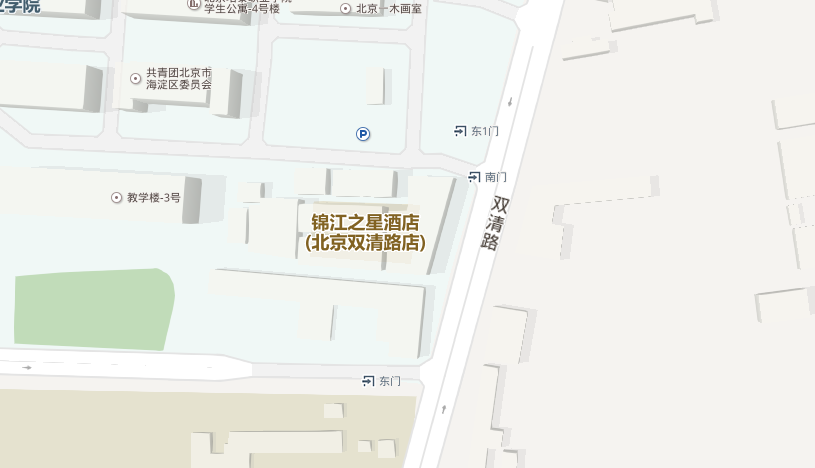 学院
学生公寓-4号楼
北京一木画室
共青团北京市
海淀区委员会
P
东1门
南门
教学楼-3号
双清路
锦江之星酒店
(北京双清路店)
东门